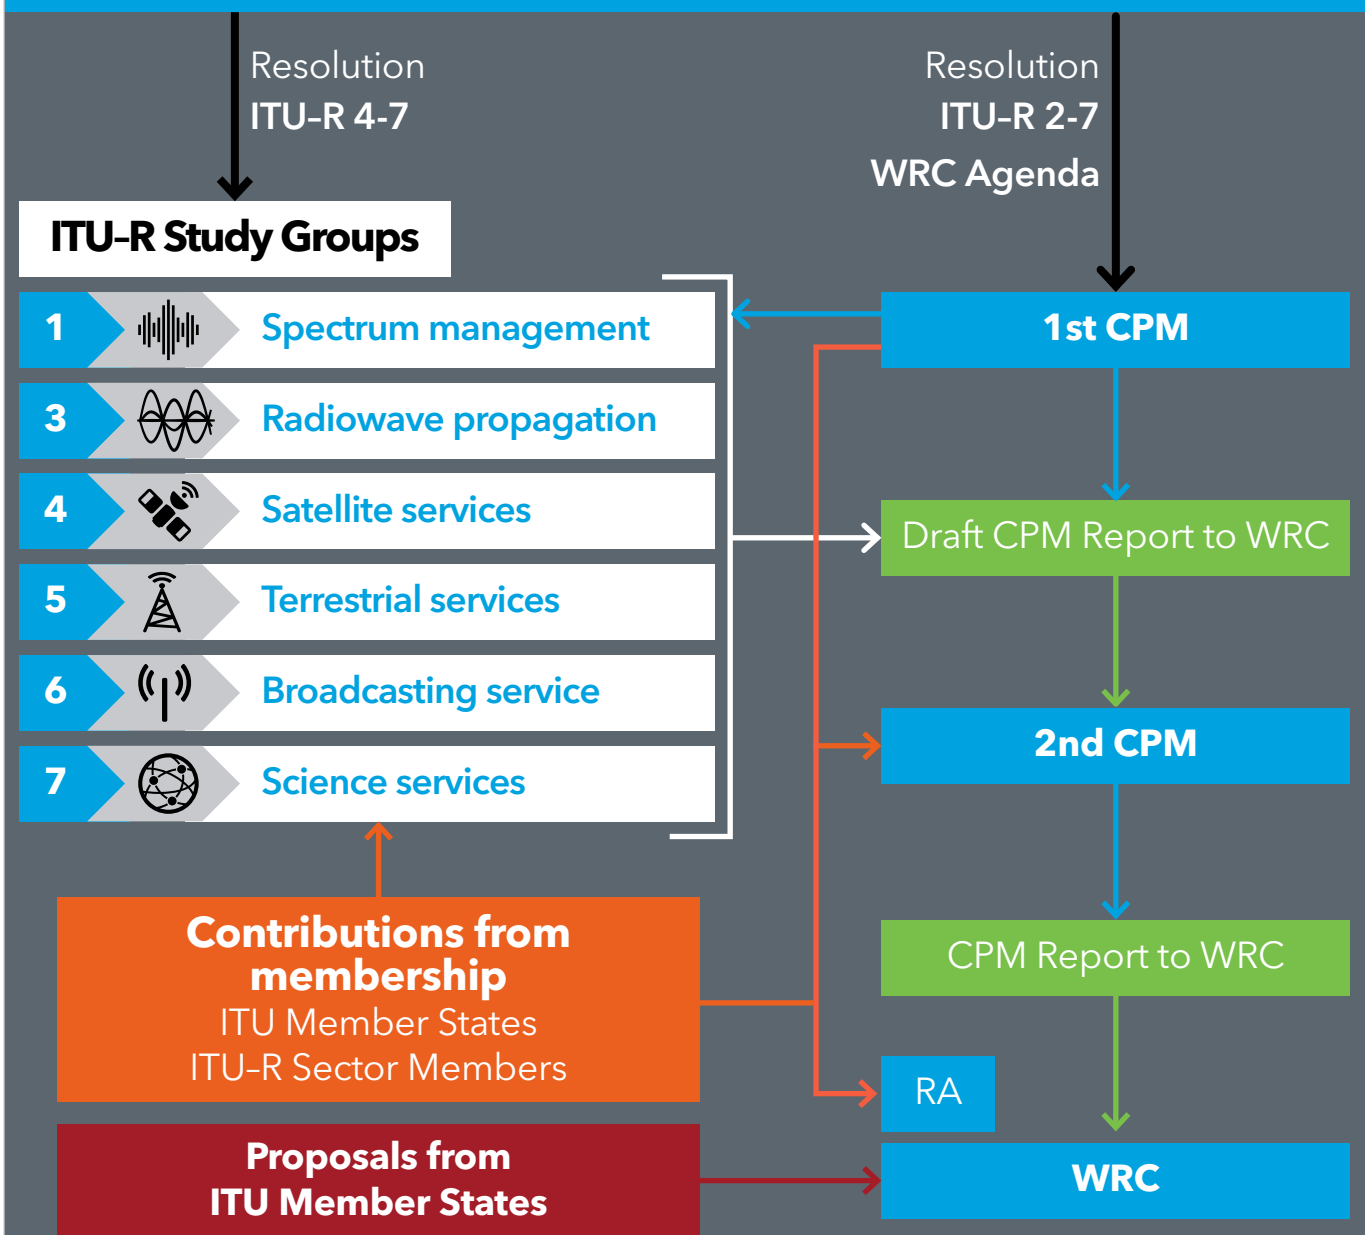 Resolution
ITU–R 4-7
Resolution
ITU–R 2-7
WRC Agenda
ITU–R Study Groups
1 Spectrum management
3 Radiowave propagation
4 Satellite services
5 Terrestrial services
6 Broadcasting service
7 Science services
Contributions from
membership
ITU Member States
ITU–R Sector Members
Proposals from
ITU Member States
1st CPM
Draft CPM Report to WRC
2nd CPM
CPM Report to WRC
RA
WRC